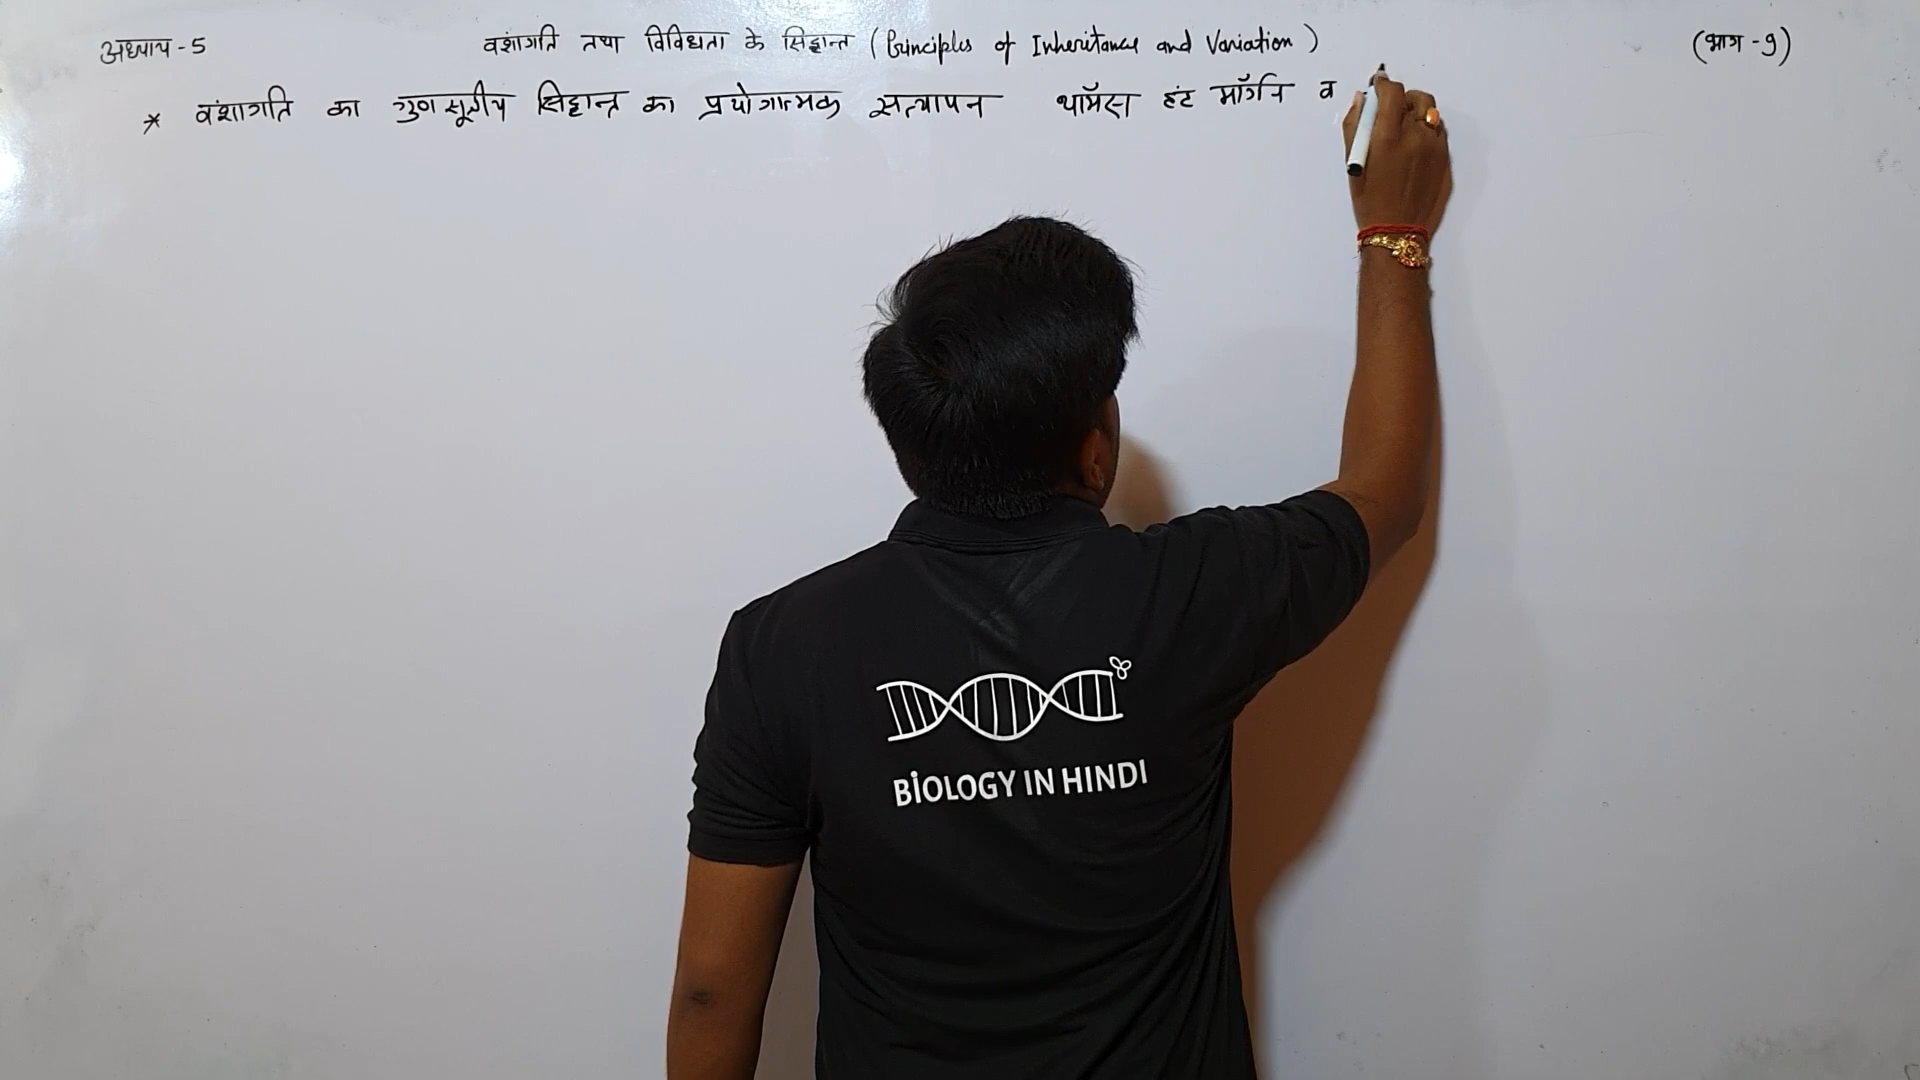 अध्याय - 5 वंशागति तथा विविधता के सिद्धान्त ( Principles of Inheritance and Variation ) (भाग - 9)
* वंशागति का गुणसूत्रीय सिद्धान्त का प्रयोगात्मक सत्यापन थॉमस हंट मॉर्गन व
BIOLOGY IN HINDI